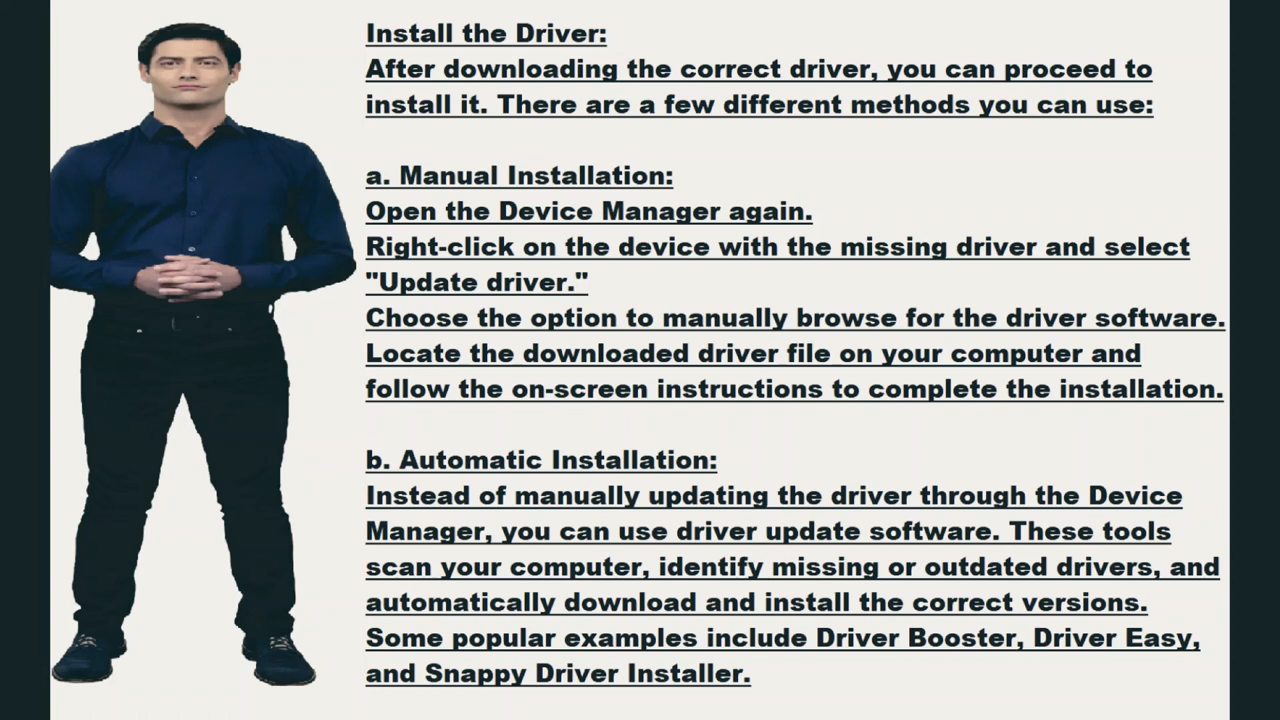 Install the Driver:
After downloading the correct driver, you can proceed to
install it. There are a few different methods you can use:
a. Manual Installation:
Open the Device Manager again.
Right-click on the device with the missing driver and select
"Update driver."
Choose the option to manually browse for the driver software.
Locate the downloaded driver file on your computer and
follow the on-screen instructions to complete the installation.
b. Automatic Installation:
Instead of manually updating the driver through the Device
Manager, you can use driver update software. These tools
scan your computer, identify missing or outdated drivers, and
automatically download and install the correct versions.
Some popular examples include Driver Booster, Driver Easy,
and Snappy Driver Installer.